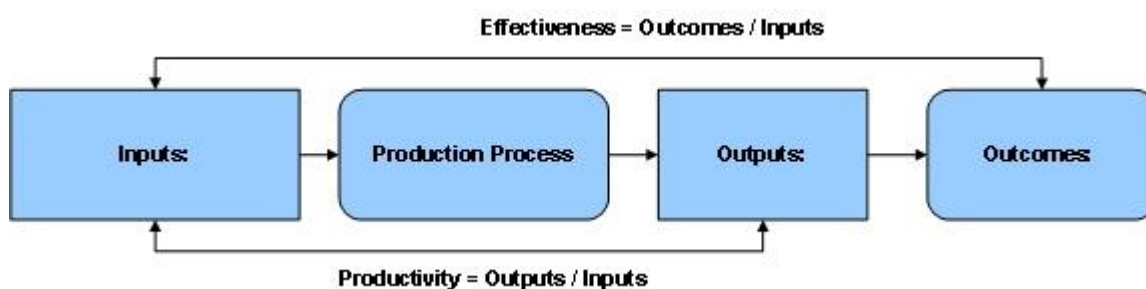 Effectiveness = Outcomes / Inputs
Inputs:
Production Process
Outputs:
Outcomes:
Productivity = Outputs / Inputs